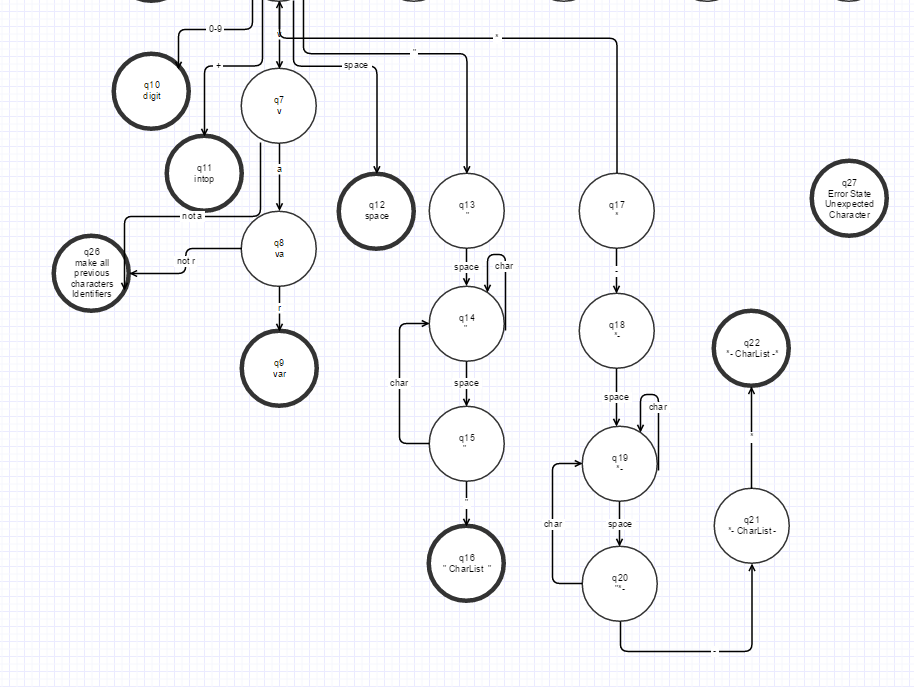 0-9
v
*
"
+
space
q10
digit
q7
v
q11
intop
a
q12
space
q13
"
q17
*
q27
Error State
Unexpected
Character
not a
q26
make all
previous
characters
Identifiers
not r
q8
va
space
char
-
r
q14
"
q18
*-
q22
*- CharList -*
q9
var
char
space
space
char
q15
"
q19
*-
*
"
char
space
q21
*- CharList -
q16
" CharList "
q20
"*-
-